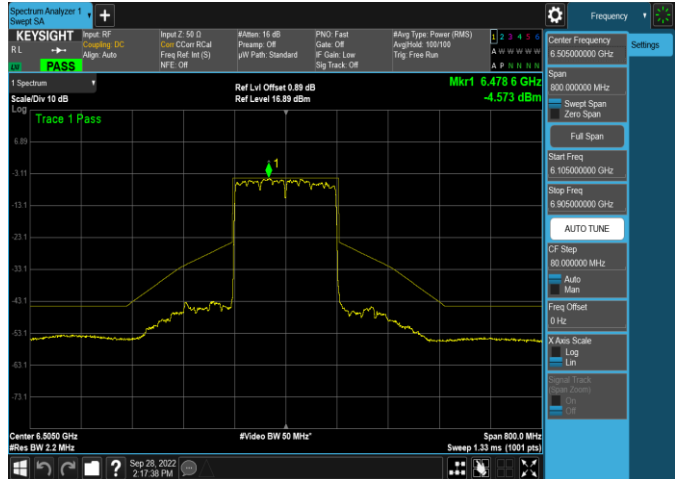 Spectrum Analyzer 1
Swept SA
Frequency
KEYSIGHT
R L
LXI
PASS
Input: RF
Coupling: DC
Align: Auto
Input Z: 50 Ω
Corr CCorr RCal
Freq Ref: Int (S)
NFE: Off
#Atten: 16 dB
Preamp: Off
µW Path: Standard
PNO: Fast
Gate: Off
IF Gain: Low
Sig Track: Off
#Avg Type: Power (RMS)
Avg|Hold: 100/100
Trig: Free Run
1 2 3 4 5 6
A W W W W W
A P N N N N
1 Spectrum
Scale/Div 10 dB
Ref Lvl Offset 0.89 dB
Ref Level 16.89 dBm
Mkr1 6.478 6 GHz
-4.573 dBm
Log
Trace 1 Pass
1
6.89
-3.11
-13.1
-23.1
-33.1
-43.1
-53.1
-63.1
-73.1
Center 6.5050 GHz
#Res BW 2.2 MHz
#Video BW 50 MHz*
Span 800.0 MHz
Sweep 1.33 ms (1001 pts)
Sep 28, 2022
2:17:38 PM
Center Frequency
6.505000000 GHz
Settings
Span
800.000000 MHz
Swept Span
Zero Span
Full Span
Start Freq
6.105000000 GHz
Stop Freq
6.905000000 GHz
AUTO TUNE
CF Step
80.000000 MHz
Auto
Man
Freq Offset
0 Hz
X Axis Scale
Log
Lin
Signal Track
(Span Zoom)
On
Off